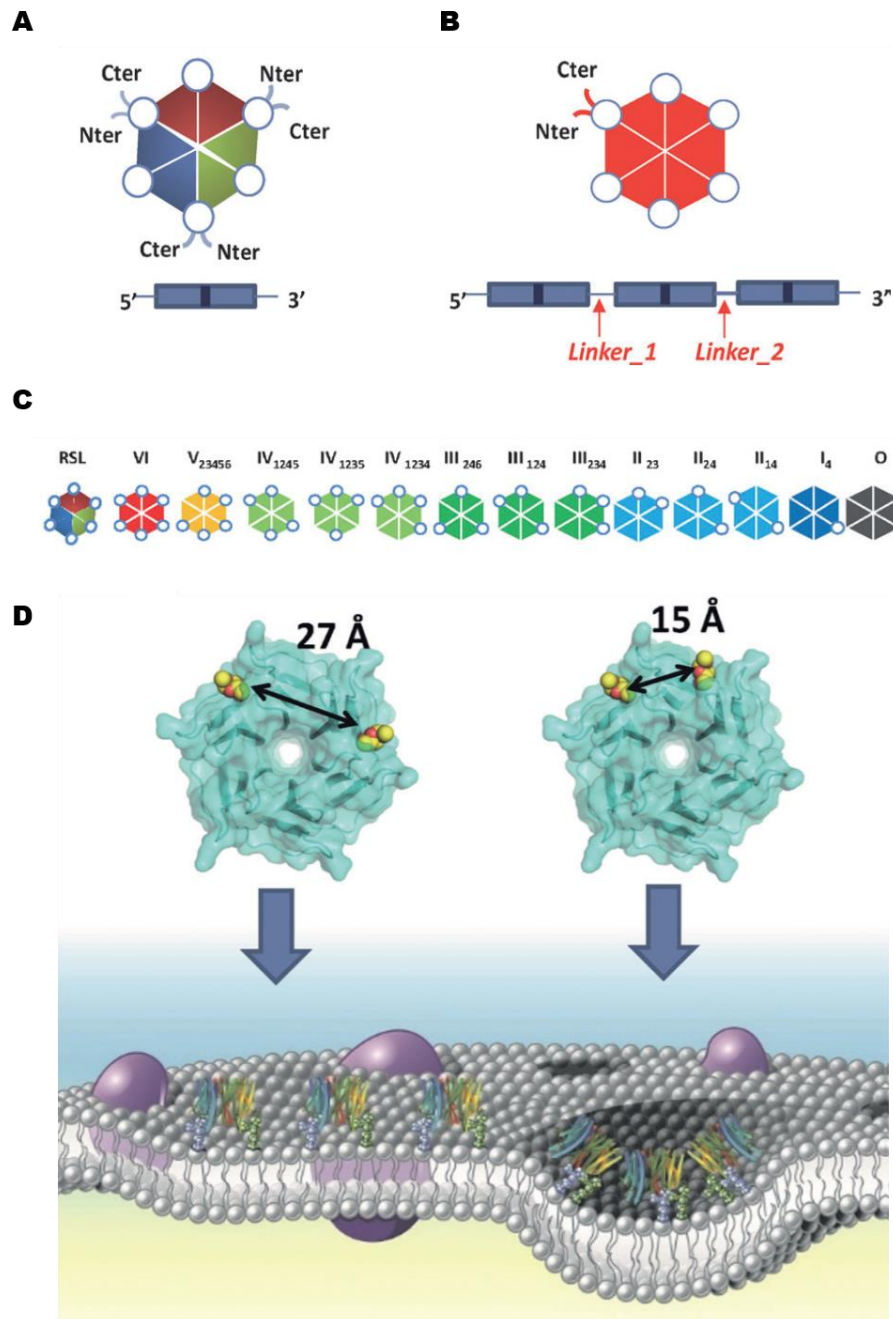 A
B
Cter
Nter
Nter
Cter
Cter
Nter
5’
3’
Cter
Nter
5’
3’
Linker_1
Linker_2
C
RSL VI V23456 IV1245 IV1235 IV1234 III246 III124 III234 II23 II24 II14 I4 O
D
27 Å
15 Å